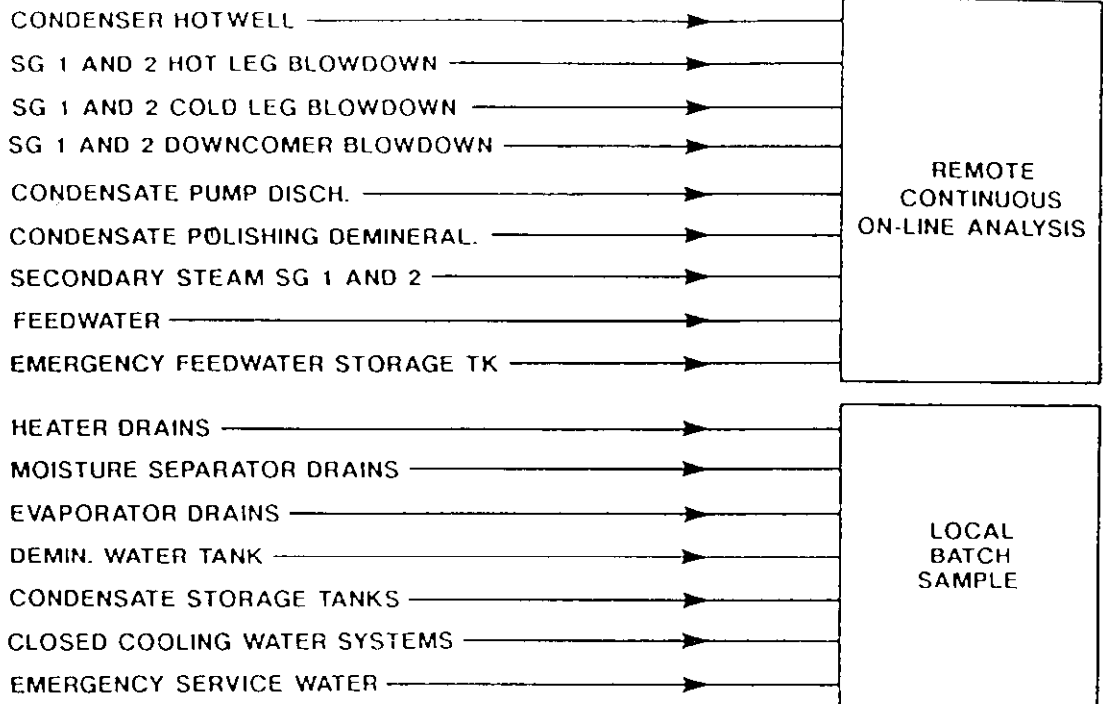 CONDENSER HOTWELL
SG 1 AND 2 HOT LEG BLOWDOWN
SG 1 AND 2 COLD LEG BLOWDOWN
SG 1 AND 2 DOWNCOMER BLOWDOWN
CONDENSATE PUMP DISCH.
CONDENSATE POLISHING DEMINERAL.
SECONDARY STEAM SG 1 AND 2
FEEDWATER
EMERGENCY FEEDWATER STORAGE TK
REMOTE
CONTINUOUS
ON-LINE ANALYSIS
HEATER DRAINS
MOISTURE SEPARATOR DRAINS
EVAPORATOR DRAINS
DEMIN. WATER TANK
CONDENSATE STORAGE TANKS
CLOSED COOLING WATER SYSTEMS
EMERGENCY SERVICE WATER
LOCAL
BATCH
SAMPLE